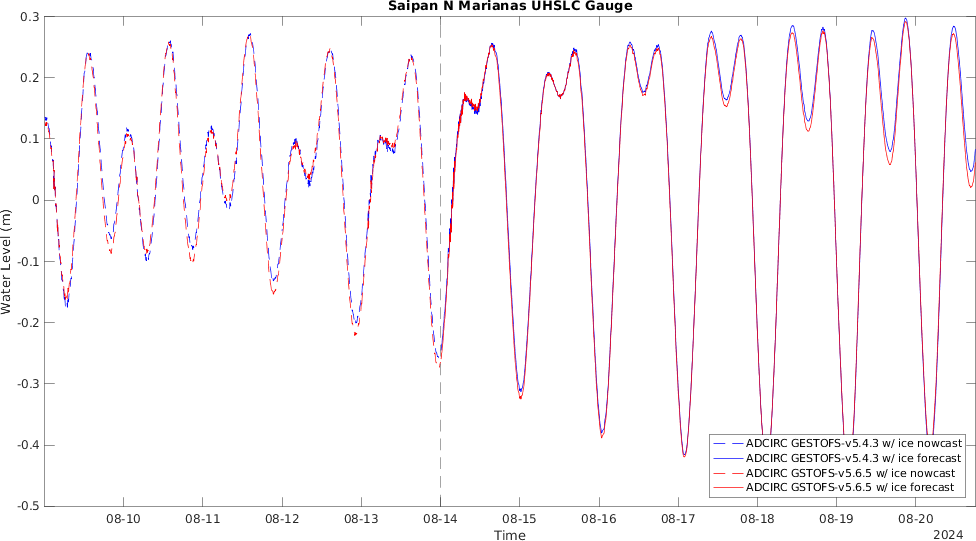 Saipan N Marianas UHSLC Gauge
Water Level (m)
0.3
0.2
0.1
0
-0.1
-0.2
-0.3
-0.4
-0.5
ADCIRC GESTOFS-v5.4.3 w/ ice nowcast
ADCIRC GESTOFS-v5.4.3 w/ ice forecast
ADCIRC GSTOFS-v5.6.5 w/ ice nowcast
ADCIRC GSTOFS-v5.6.5 w/ ice forecast
08-10 08-11 08-12 08-13 08-14 08-15 08-16 08-17 08-18 08-19 08-20
Time
2024